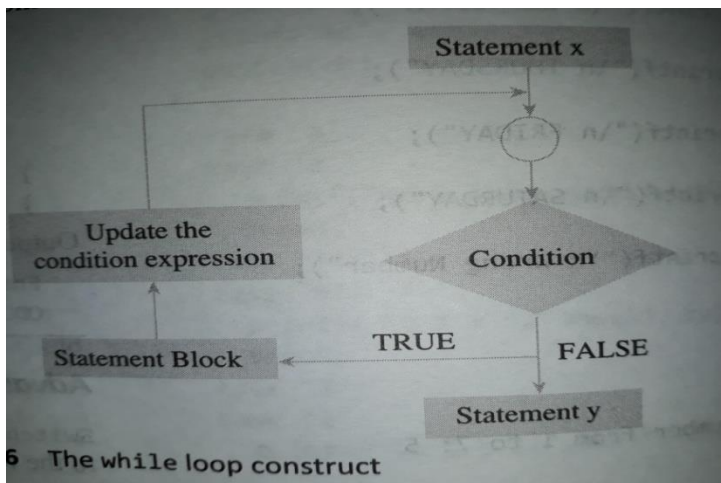 Statement x
Update the
condition expression
Condition
TRUE
FALSE
Statement Block
Statement y
6 The while loop construct